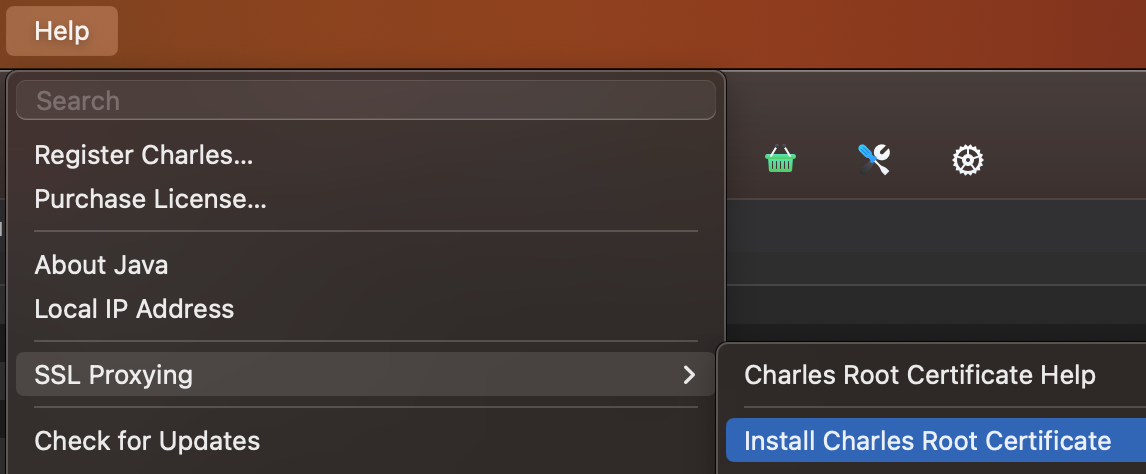 Help
Search
Register Charles...
Purchase License...
About Java
Local IP Address
SSL Proxying
Charles Root Certificate Help
Check for Updates
Install Charles Root Certificate